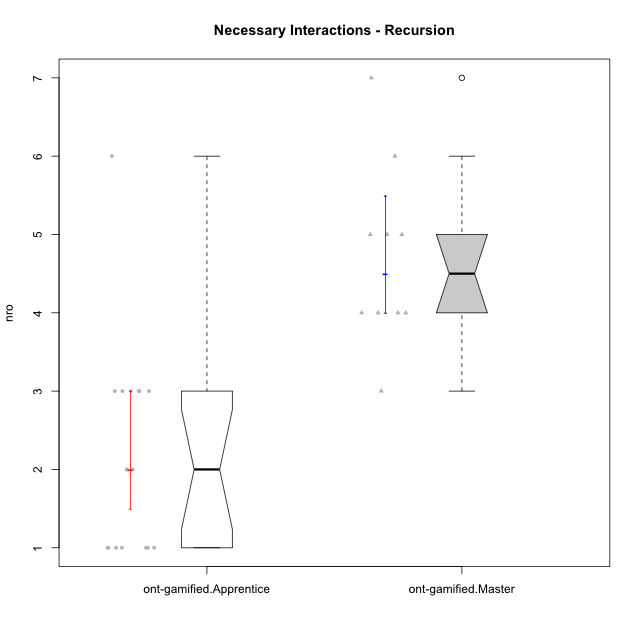 Necessary Interactions - Recursion
7
6
5
4
3
2
1
nro
ont-gamified.Apprentice
ont-gamified.Master